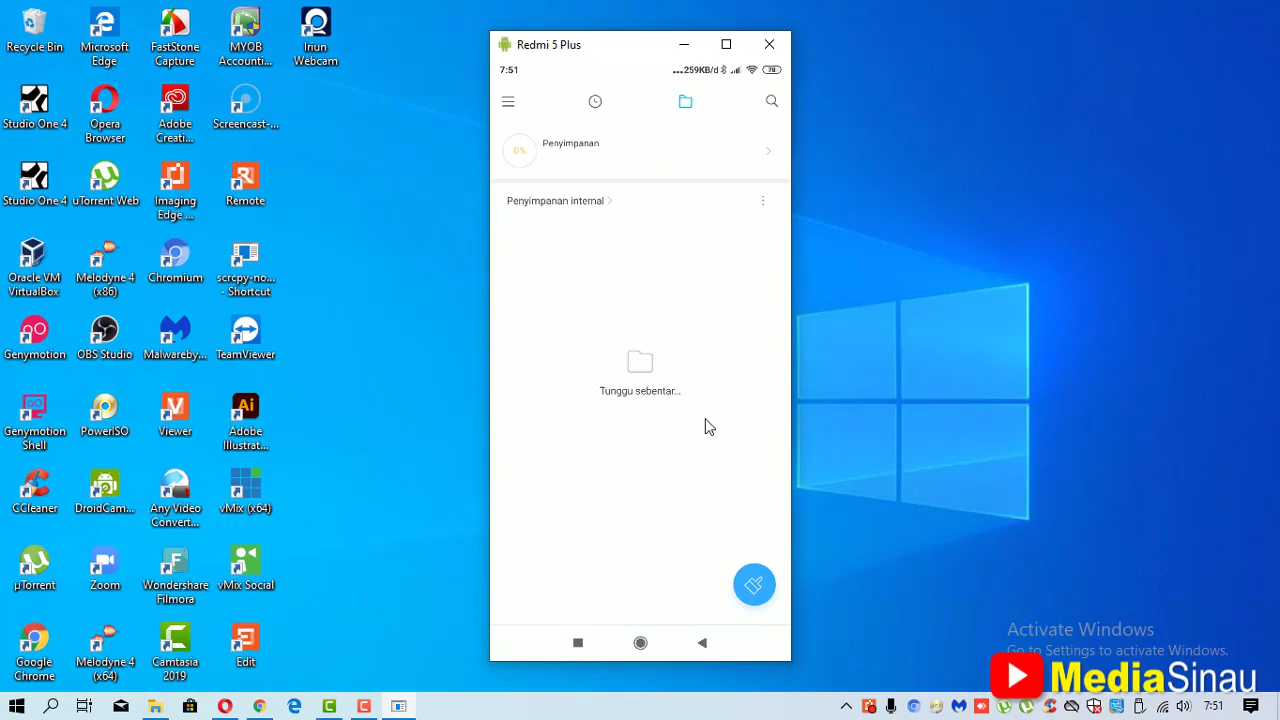 Recycle Bin
Microsoft
Edge
FastStone
Capture
MYOB
Accounti...
Iriun
Webcam
Studio One 4
Opera
Browser
Adobe
Creati...
Screencast-...
Studio One 4
uTorrent Web
Imaging
Edge ...
Remote
Oracle VM
VirtualBox
Melodyne 4
(x86)
Chromium
scrcpy-no...
- Shortcut
Genymotion
OBS Studio
Malwareby...
TeamViewer
Genymotion
Shell
PowerISO
Viewer
Adobe
Illustrat...
CCleaner
DroidCam...
Any Video
Convert...
vMix (x64)
µTorrent
Zoom
Wondershare
Filmora
vMix Social
Google
Chrome
Melodyne 4
(x64)
Camtasia
2019
Edit
Redmi 5 Plus
7:51
...259KB/d
78
0%
Penyimpanan
Penyimpanan internal
Tunggu sebentar...
Activate Windows
Go to Settings to activate Windows.
MediaSinau
7:51